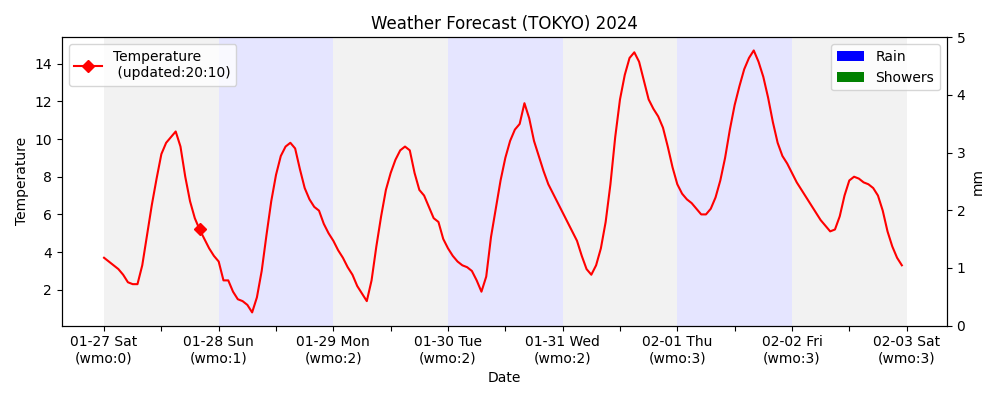 Weather Forecast (TOKYO) 2024
Temperature
(updated:20:10)
Rain
Showers
14
12
10
8
6
4
2
Temperature
5
4
3
2
1
0
mm
01-27 Sat
(wmo:0)
01-28 Sun
(wmo:1)
01-29 Mon
(wmo:2)
01-30 Tue
(wmo:2)
01-31 Wed
(wmo:2)
02-01 Thu
(wmo:3)
02-02 Fri
(wmo:3)
02-03 Sat
(wmo:3)
Date